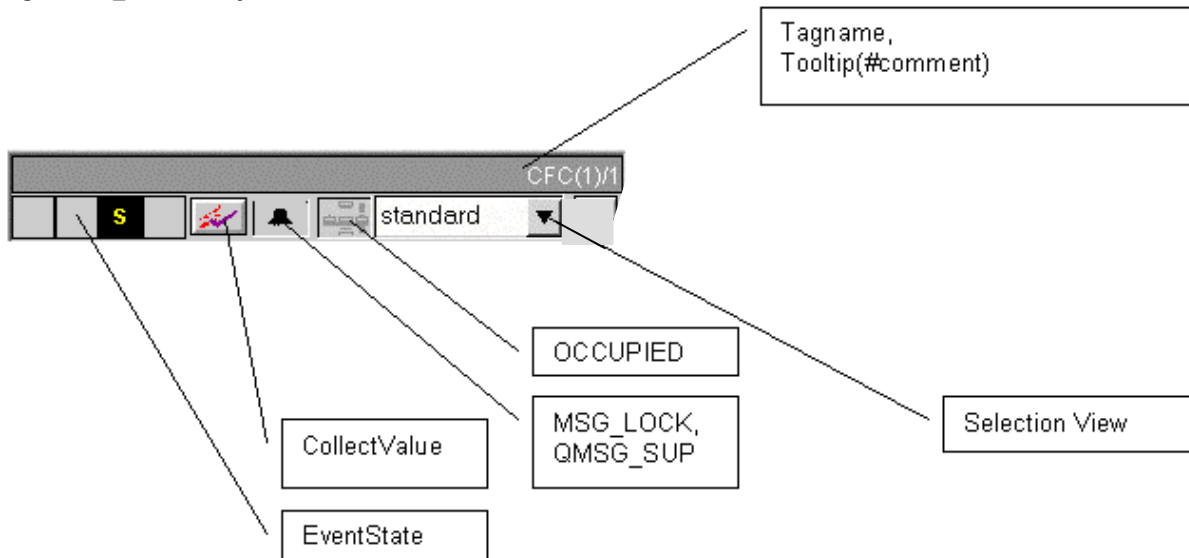 Tagname,
Tooltip(#comment)
CFC(1)/1
S
standard
OCCUPIED
MSG_LOCK,
QMSG_SUP
Selection View
CollectValue
EventState